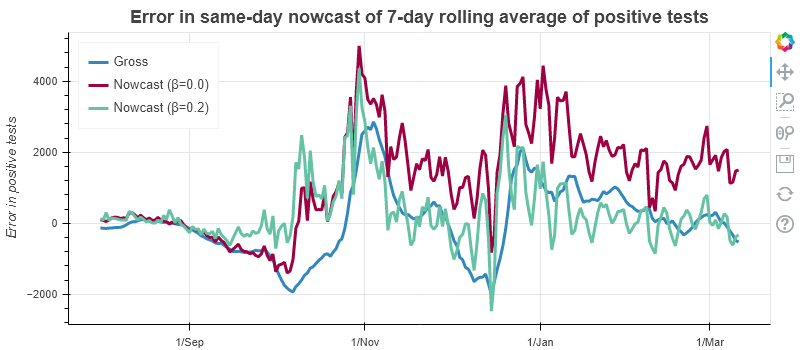 Error in same-day nowcast of 7-day rolling average of positive tests
Gross
Nowcast (β=0.0)
Nowcast (β=0.2)
Error in positive tests
4000
2000
0
−2000
1/Sep
1/Nov
1/Jan
1/Mar